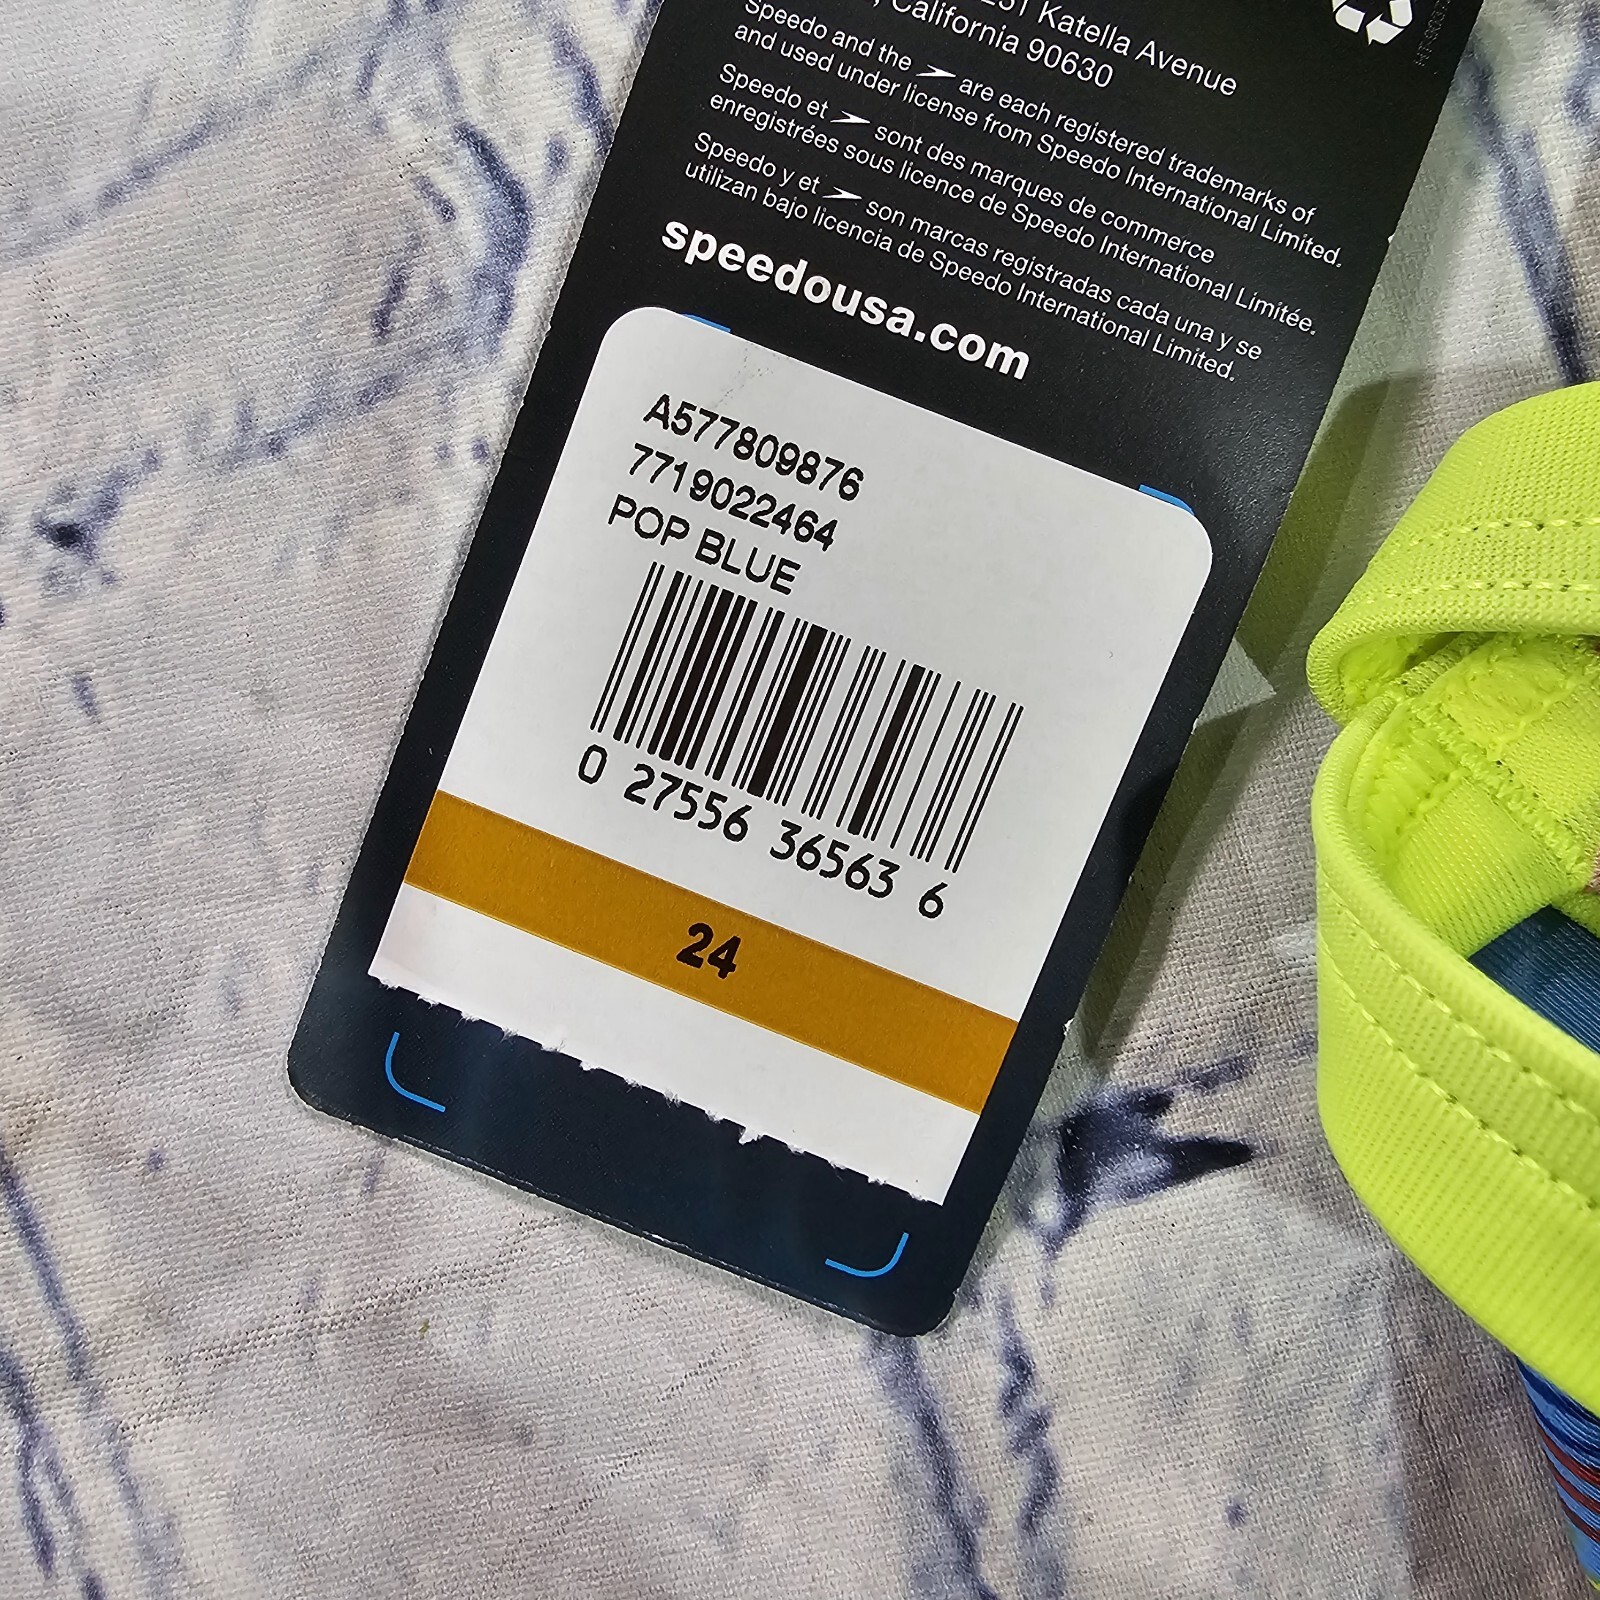 Katella Avenue
California 90630
Speedo and the are each registered trademarks of
and used under license from Speedo International Limited.
Speedo et sont des marques de commerce
enregistrées sous licence de Speedo International Limitée.
Speedo y et son marcas registradas cada una y se
utilizan bajo licencia de Speedo International Limited.
speedousa.com
A577809876
7719022464
POP BLUE
0 27556 36563 6
24